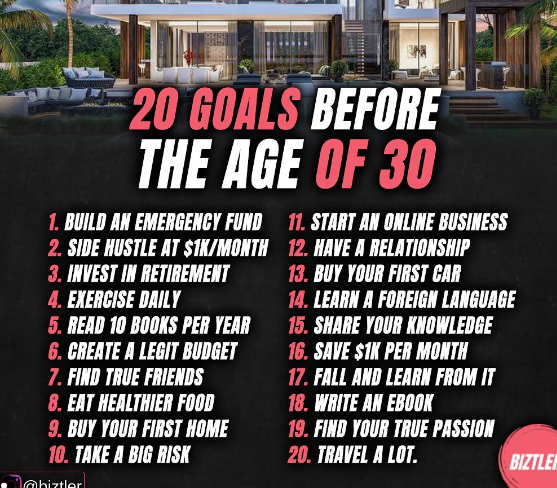 20 GOALS BEFORE
THE AGE OF 30
1. BUILD AN EMERGENCY FUND
2. SIDE HUSTLE AT $1K/MONTH
3. INVEST IN RETIREMENT
4. EXERCISE DAILY
5. READ 10 BOOKS PER YEAR
6. CREATE A LEGIT BUDGET
7. FIND TRUE FRIENDS
8. EAT HEALTHIER FOOD
9. BUY YOUR FIRST HOME
10. TAKE A BIG RISK
11. START AN ONLINE BUSINESS
12. HAVE A RELATIONSHIP
13. BUY YOUR FIRST CAR
14. LEARN A FOREIGN LANGUAGE
15. SHARE YOUR KNOWLEDGE
16. SAVE $1K PER MONTH
17. FALL AND LEARN FROM IT
18. WRITE AN EBOOK
19. FIND YOUR TRUE PASSION
20. TRAVEL A LOT.
@biztler